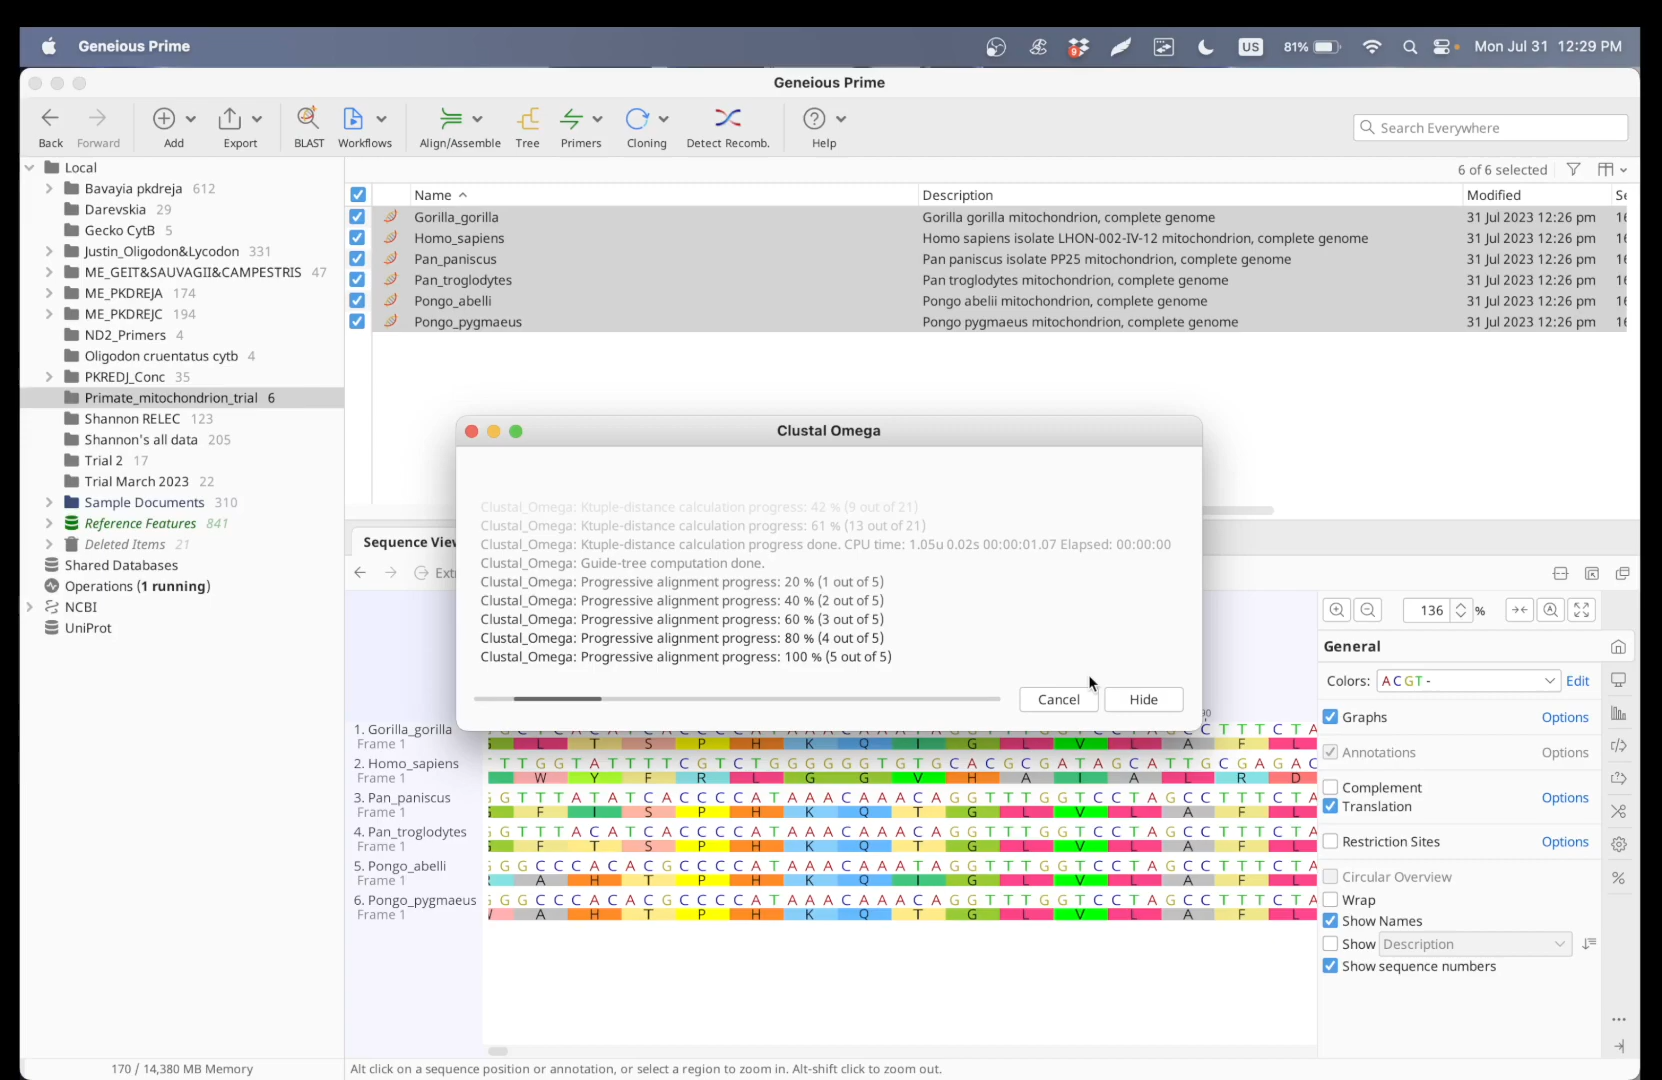 Geneious Prime
9
US
81%
Mon Jul 31 12:29 PM
Geneious Prime
Back
Forward
Add
Export
BLAST
Workflows
Align/Assemble
Tree
Primers
Cloning
Detect Recomb.
Help
Search Everywhere
Local
Bavayia pkdreja 612
Darevskia 29
Gecko CytB 5
Justin_Oligodon&Lycodon 331
ME_GEIT&SAUVAGII&CAMPESTRIS 47
ME_PKDREJA 174
ME_PKDREJC 194
ND2_Primers 4
Oligodon cruentatus cytb 4
PKREDJ_Conc 35
Primate_mitochondrion_trial 6
Shannon RELEC 123
Shannon's all data 205
Trial 2 17
Trial March 2023 22
Sample Documents 310
Reference Features 841
Deleted Items 21
Shared Databases
Operations (1 running)
NCBI
UniProt
170 / 14,380 MB Memory
6 of 6 selected
Name Description Modified
Gorilla_gorilla Gorilla gorilla mitochondrion, complete genome 31 Jul 2023 12:26 pm
Homo_sapiens Homo sapiens isolate LHON-002-IV-12 mitochondrion, complete genome 31 Jul 2023 12:26 pm
Pan_paniscus Pan paniscus isolate PP25 mitochondrion, complete genome 31 Jul 2023 12:26 pm
Pan_troglodytes Pan troglodytes mitochondrion, complete genome 31 Jul 2023 12:26 pm
Pongo_abelli Pongo abelii mitochondrion, complete genome 31 Jul 2023 12:26 pm
Pongo_pygmaeus Pongo pygmaeus mitochondrion, complete genome 31 Jul 2023 12:26 pm
Clustal Omega
Clustal_Omega: Ktuple-distance calculation progress: 42 % (9 out of 21)
Clustal_Omega: Ktuple-distance calculation progress: 61 % (13 out of 21)
Clustal_Omega: Ktuple-distance calculation progress done. CPU time: 1.05u 0.02s 00:00:01.07 Elapsed: 00:00:00
Clustal_Omega: Guide-tree computation done.
Clustal_Omega: Progressive alignment progress: 20 % (1 out of 5)
Clustal_Omega: Progressive alignment progress: 40 % (2 out of 5)
Clustal_Omega: Progressive alignment progress: 60 % (3 out of 5)
Clustal_Omega: Progressive alignment progress: 80 % (4 out of 5)
Clustal_Omega: Progressive alignment progress: 100 % (5 out of 5)
Cancel
Hide
Sequence View
1. Gorilla_gorilla
Frame 1 L T S P H K Q I G L V L A F L
2. Homo_sapiens T T G G T A T T T T C G T C T G G G G G G T G T G C A C G C G A T A G C A T T G C G A G A C
Frame 1 W Y F R L G G V H A I A L R D
3. Pan_paniscus G T T T A T A T C A C C C C A T A A A C A A A C A G G T T T G G T C C T A G C C T T T C T A
Frame 1 F I S P H K Q T G L V L A F L
4. Pan_troglodytes G T T T A C A T C A C C C C A T A A A C A A A C A G G T T T G G T C C T A G C C T T T C T A
Frame 1 F T S P H K Q T G L V L A F L
5. Pongo_abelli G G C C C A C A C G C C C C A T A A A C A A A T A G G T T T G G T C C T A G C C T T T C T A
Frame 1 A H T P H K Q I G L V L A F L
6. Pongo_pygmaeus G G C C C A C A C G C C C C A T A A A C A A A C A G G T T T G G T C C T A G C C T T T C T A
Frame 1 A H T P H K Q T G L V L A F L
136 %
General
Colors: A C G T - Edit
Graphs Options
Annotations Options
Complement
Translation Options
Restriction Sites Options
Circular Overview
Wrap
Show Names
Show Description
Show sequence numbers
Alt click on a sequence position or annotation, or select a region to zoom in. Alt-shift click to zoom out.